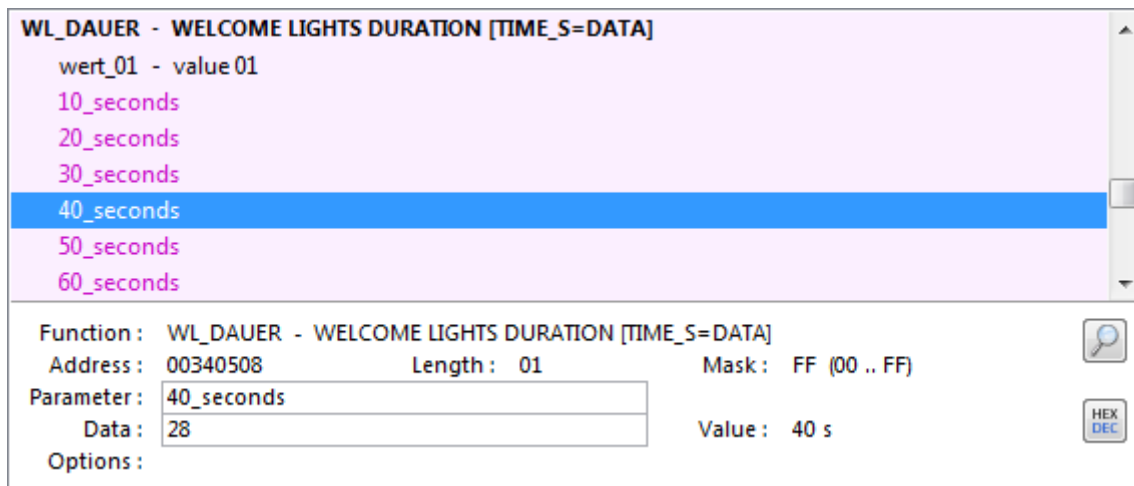 WL_DAUER - WELCOME LIGHTS DURATION [TIME_S=DATA]
wert_01 - value 01
10_seconds
20_seconds
30_seconds
40_seconds
50_seconds
60_seconds
Function : WL_DAUER - WELCOME LIGHTS DURATION [TIME_S=DATA]
Address : 00340508 Length : 01 Mask : FF (00 .. FF)
Parameter : 40_seconds
Data : 28 Value : 40 s
HEX
DEC
Options :